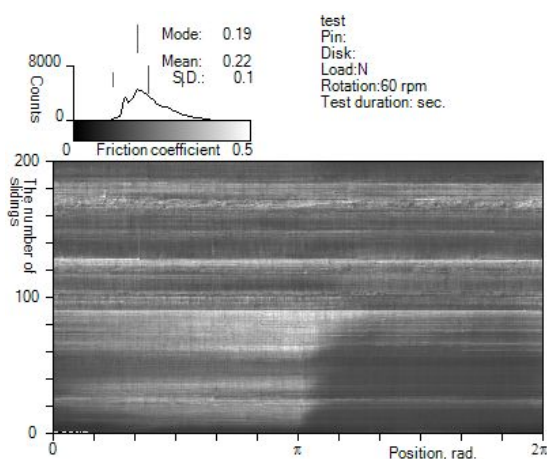 Mode: 0.19
Mean: 0.22
S.D.: 0.1
8000
Counts
0
0 Friction coefficient 0.5
test
Pin:
Disk:
Load:N
Rotation:60 rpm
Test duration: sec.
200
The number of
slidings
100
0
0 π 2π
Position, rad.